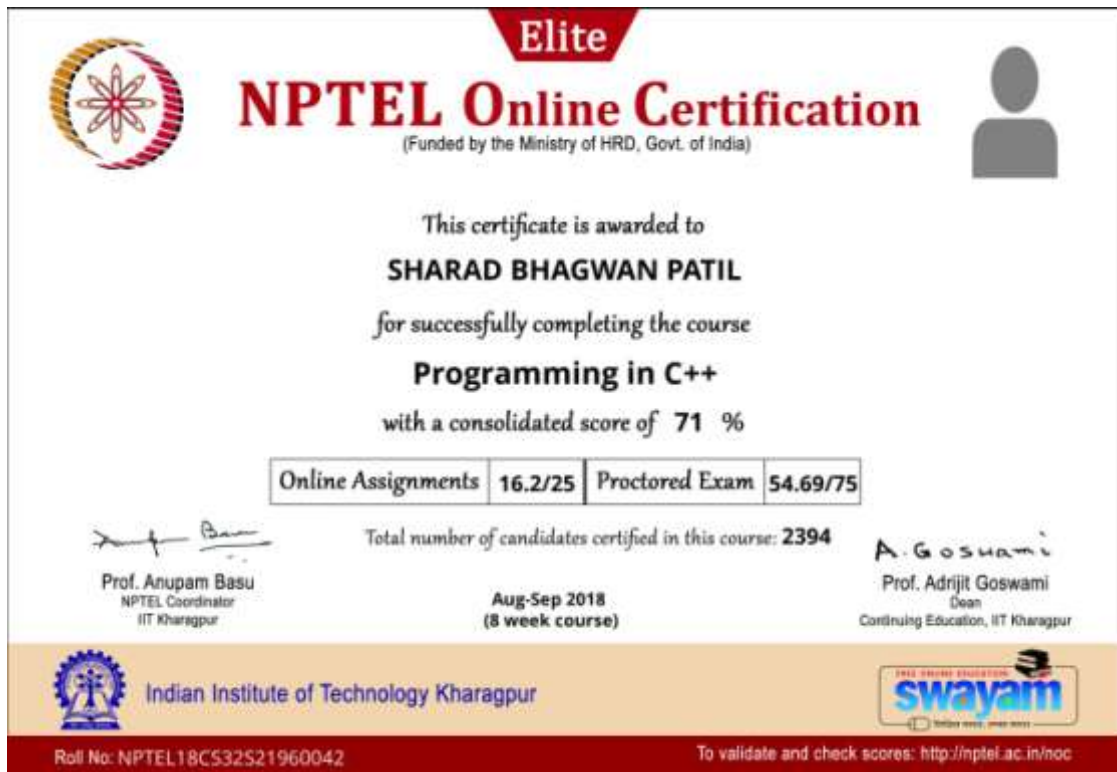 Elite
NPTEL Online Certification
(Funded by the Ministry of HRD, Govt. of India)
This certificate is awarded to
SHARAD BHAGWAN PATIL
for successfully completing the course
Programming in C++
with a consolidated score of 71 %
Online Assignments 16.2/25 Proctored Exam 54.69/75
Total number of candidates certified in this course: 2394
A. Goswami
Prof. Anupam Basu
NPTEL Coordinator
IIT Kharagpur
Aug-Sep 2018
(8 week course)
Prof. Adrijit Goswami
Dean
Continuing Education, IIT Kharagpur
Indian Institute of Technology Kharagpur
FREE ONLINE EDUCATION
swayam
Roll No: NPTEL18CS32S21960042
To validate and check scores: http://nptel.ac.in/noc